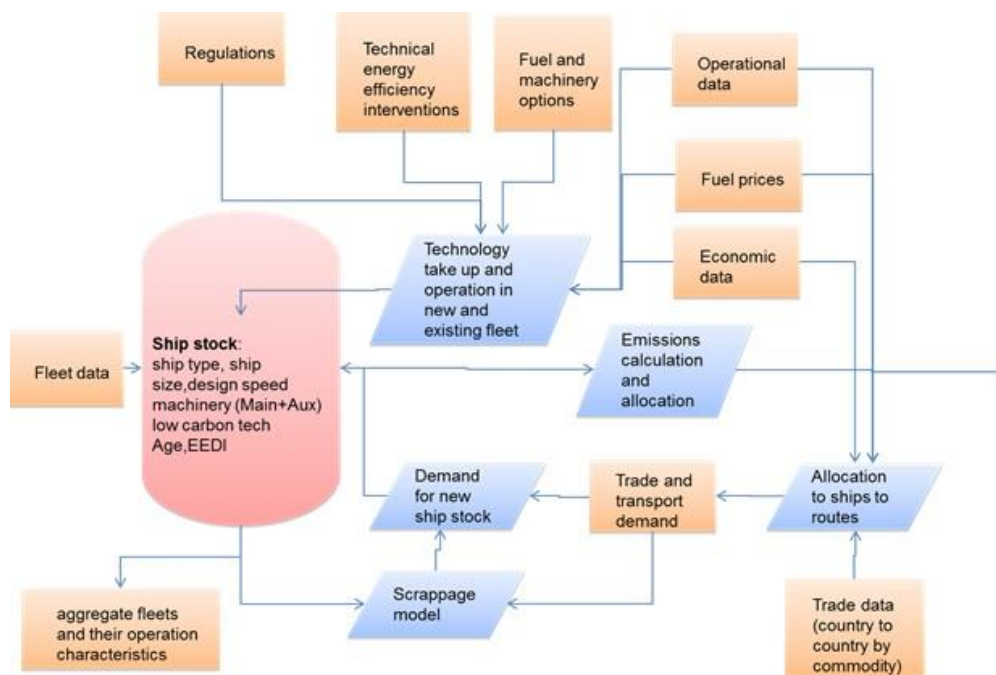 Regulations
Technical
energy
efficiency
interventions
Fuel and
machinery
options
Operational
data
Fuel prices
Economic
data
Technology
take up and
operation in
new and
existing fleet
Fleet data
Ship stock:
ship type, ship
size,design speed
machinery (Main+Aux)
low carbon tech
Age,EEDI
Emissions
calculation
and
allocation
Demand
for new
ship stock
Trade and
transport
demand
Allocation
to ships to
routes
Scrappage
model
aggregate fleets
and their operation
characteristics
Trade data
(country to
country by
commodity)